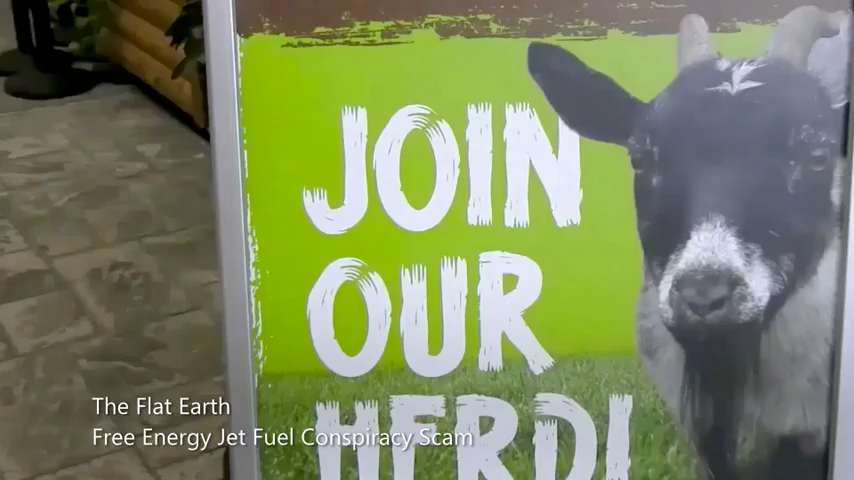 JOIN
OUR
HERD!
The Flat Earth
Free Energy Jet Fuel Conspiracy Scam